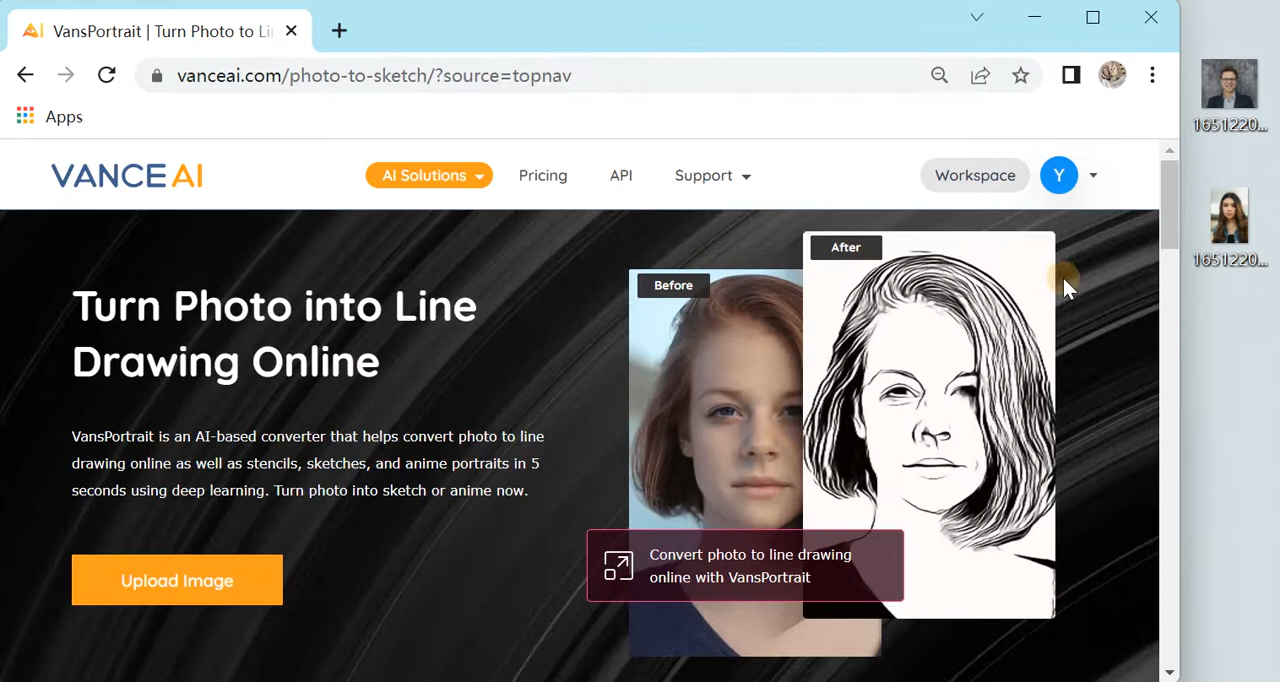 VansPortrait | Turn Photo to Li
vanceai.com/photo-to-sketch/?source=topnav
Apps
VANCE AI
AI Solutions
Pricing
API
Support
Workspace
Y
Turn Photo into Line
Drawing Online
VansPortrait is an AI-based converter that helps convert photo to line
drawing online as well as stencils, sketches, and anime portraits in 5
seconds using deep learning. Turn photo into sketch or anime now.
Upload Image
Before
After
Convert photo to line drawing
online with VansPortrait
1651220...
1651220...